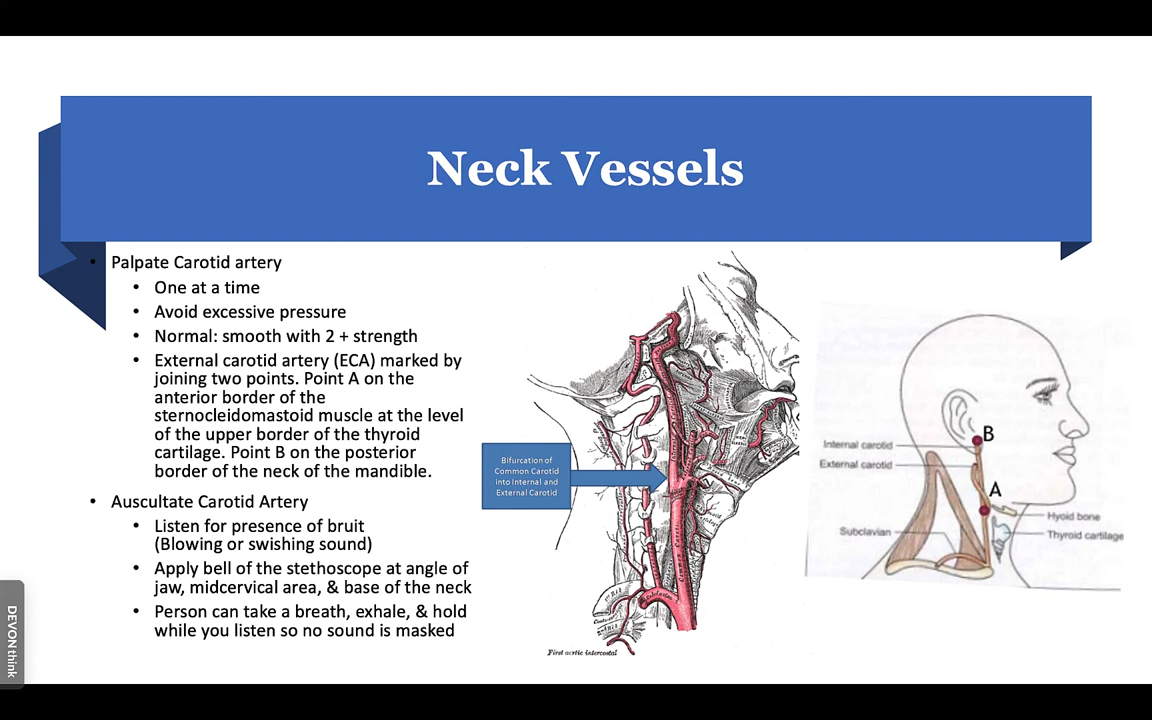 Neck Vessels
• Palpate Carotid artery
• One at a time
• Avoid excessive pressure
• Normal: smooth with 2 + strength
• External carotid artery (ECA) marked by
joining two points. Point A on the
anterior border of the
sternocleidomastoid muscle at the level
of the upper border of the thyroid
cartilage. Point B on the posterior
border of the neck of the mandible.
• Auscultate Carotid Artery
• Listen for presence of bruit
(Blowing or swishing sound)
• Apply bell of the stethoscope at angle of
jaw, midcervical area, & base of the neck
• Person can take a breath, exhale, & hold
while you listen so no sound is masked
Bifurcation of
Common Carotid
into Internal and
External Carotid
Common Carotid
Subclavian
First aortic intercostal
B
Internal carotid
External carotid
A
Hyoid bone
Subclavian
Thyroid cartilage
DEVONthink